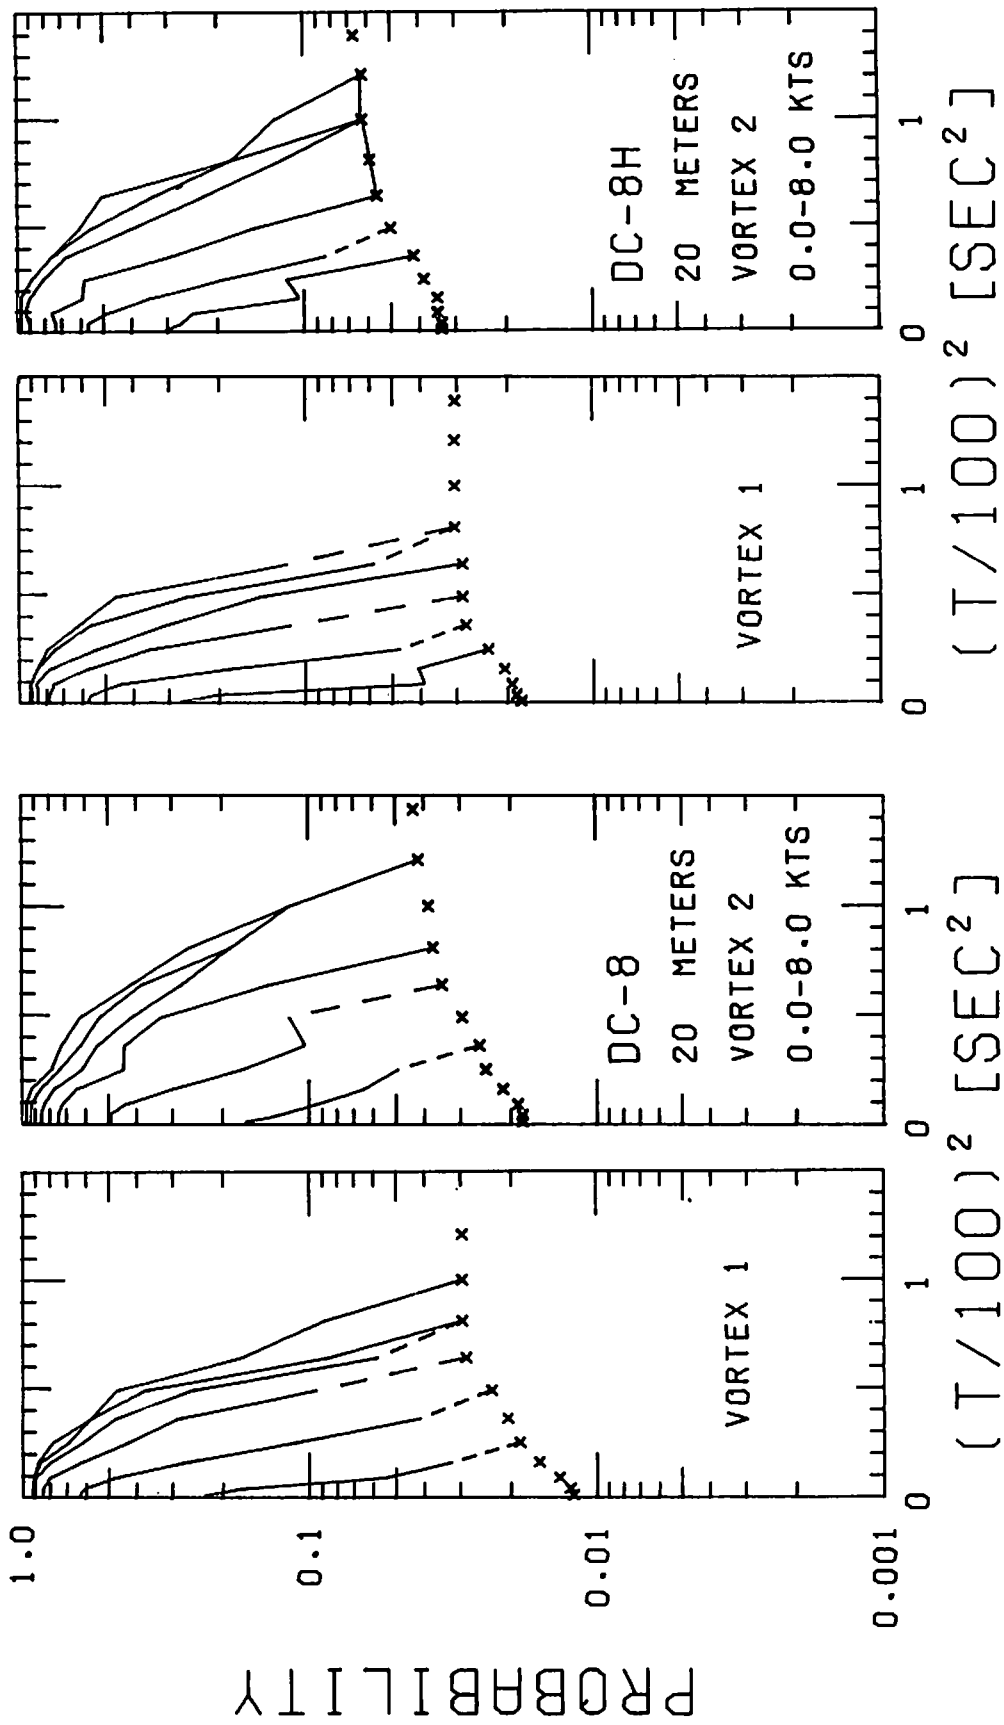 PROBABILITY
1.0
0.1
0.01
0.001
VORTEX 1
0
1
DC-8
20 METERS
VORTEX 2
0.0-8.0 KTS
0
1
(T/100)² [SEC²]
VORTEX 1
0
1
DC-8H
20 METERS
VORTEX 2
0.0-8.0 KTS
0
1
(T/100)² [SEC²]